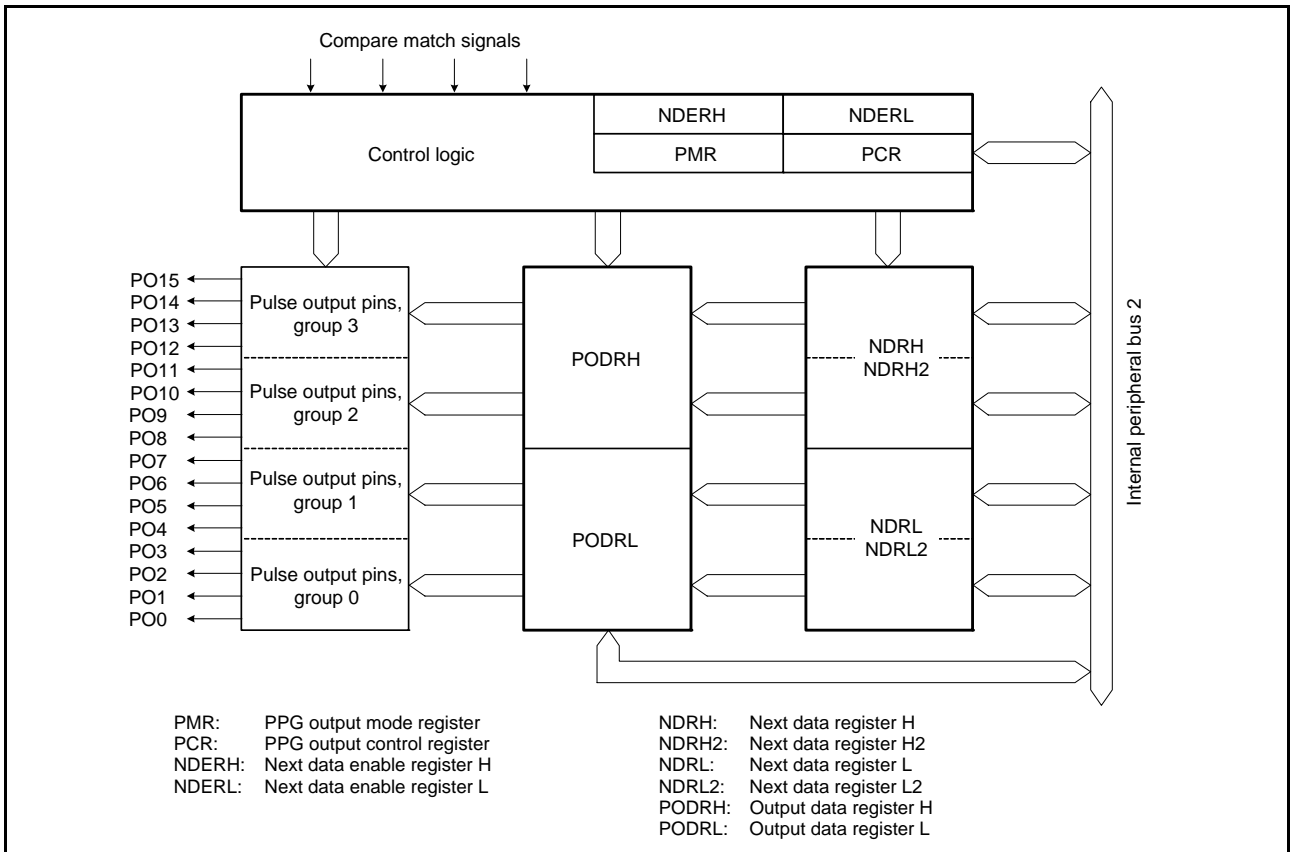 Compare match signals
NDERH
NDERL
Control logic
PMR
PCR
PO15
PO14
PO13
PO12
PO11
PO10
PO9
PO8
PO7
PO6
PO5
PO4
PO3
PO2
PO1
PO0
Pulse output pins,
group 3
Pulse output pins,
group 2
Pulse output pins,
group 1
Pulse output pins,
group 0
PODRH
PODRL
NDRH
NDRH2
NDRL
NDRL2
Internal peripheral bus 2
PMR: PPG output mode register
PCR: PPG output control register
NDERH: Next data enable register H
NDERL: Next data enable register L
NDRH: Next data register H
NDRH2: Next data register H2
NDRL: Next data register L
NDRL2: Next data register L2
PODRH: Output data register H
PODRL: Output data register L